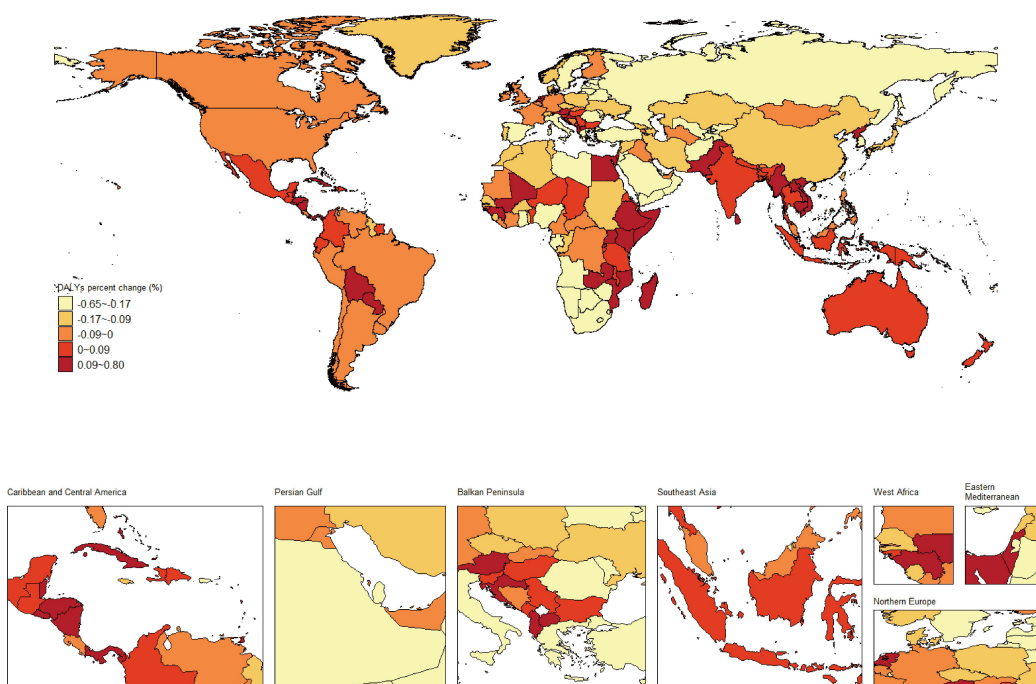 DALYs percent change (%)
-0.65~-0.17
-0.17~-0.09
-0.09~0
0~0.09
0.09~0.80
Caribbean and Central America
Persian Gulf
Balkan Peninsula
Southeast Asia
West Africa
Eastern
Mediterranean
Northern Europe